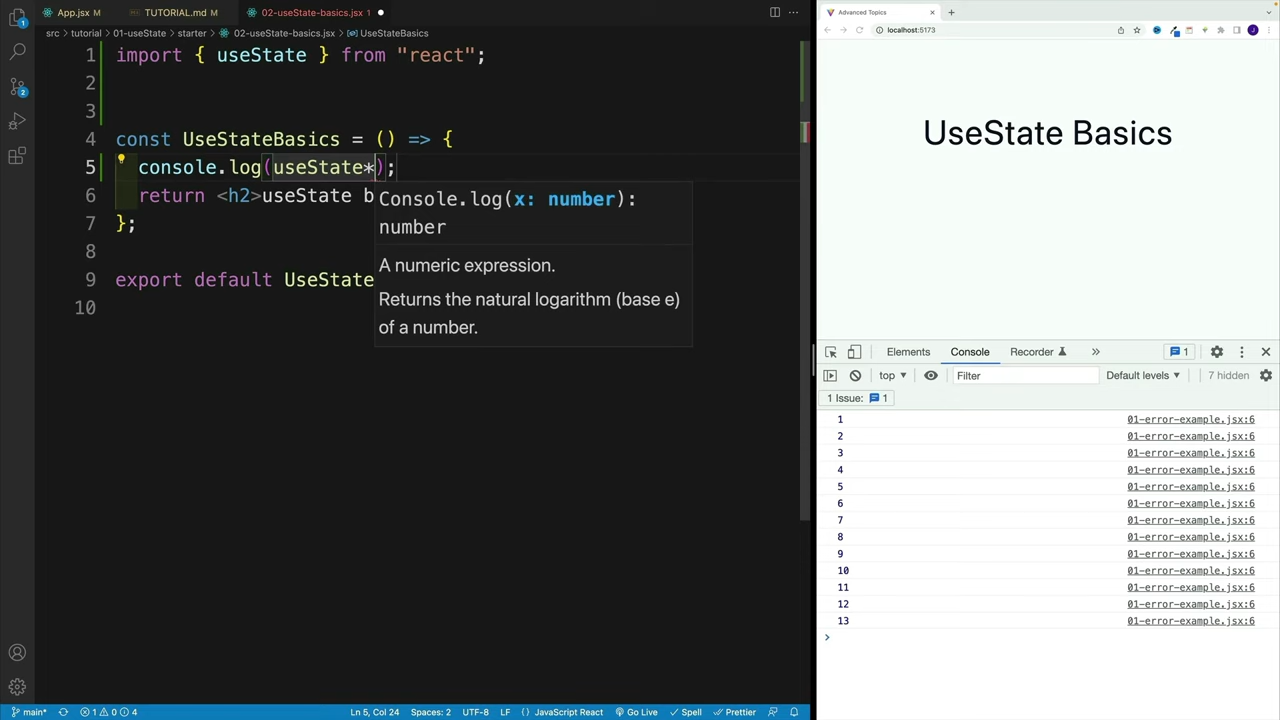 App.jsx M
TUTORIAL.md M
02-useState-basics.jsx 1
src > tutorial > 01-useState > starter > 02-useState-basics.jsx > UseStateBasics
1 import { useState } from "react";
2
3
4 const UseStateBasics = () => {
5 console.log(useState*);
6 return <h2>useState b
7 };
8
9 export default UseState
10
Console.log(x: number):
number
A numeric expression.
Returns the natural logarithm (base e)
of a number.
1
2
main* 1 0 4
Ln 5, Col 24 Spaces: 2 UTF-8 LF { } JavaScript React Go Live Spell Prettier
Advanced Topics
localhost:5173
J
UseState Basics
Elements Console Recorder » 1
top Filter Default levels 7 hidden
1 Issue: 1
1 01-error-example.jsx:6
2 01-error-example.jsx:6
3 01-error-example.jsx:6
4 01-error-example.jsx:6
5 01-error-example.jsx:6
6 01-error-example.jsx:6
7 01-error-example.jsx:6
8 01-error-example.jsx:6
9 01-error-example.jsx:6
10 01-error-example.jsx:6
11 01-error-example.jsx:6
12 01-error-example.jsx:6
13 01-error-example.jsx:6